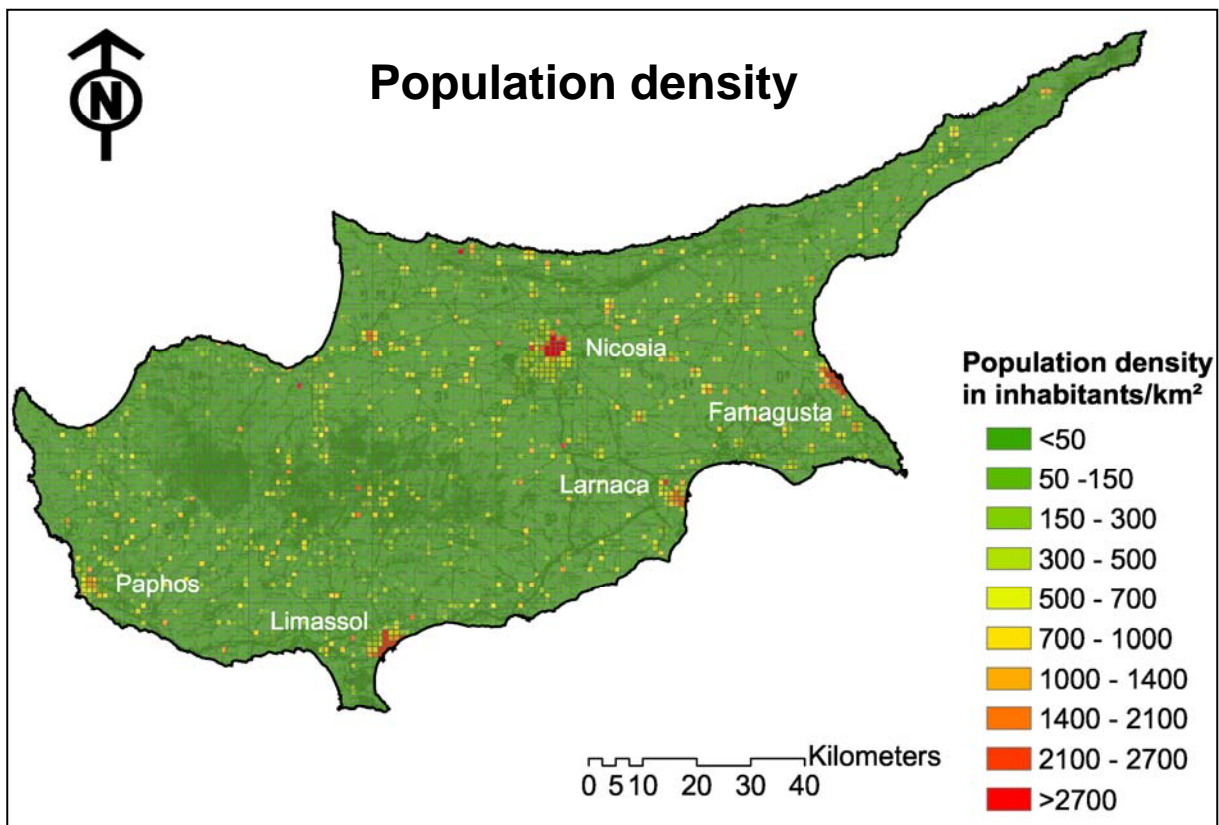 N
Population density
Nicosia
Famagusta
Larnaca
Paphos
Limassol
Population density
in inhabitants/km²
<50
50 -150
150 - 300
300 - 500
500 - 700
700 - 1000
1000 - 1400
1400 - 2100
2100 - 2700
>2700
Kilometers
0 5 10 20 30 40